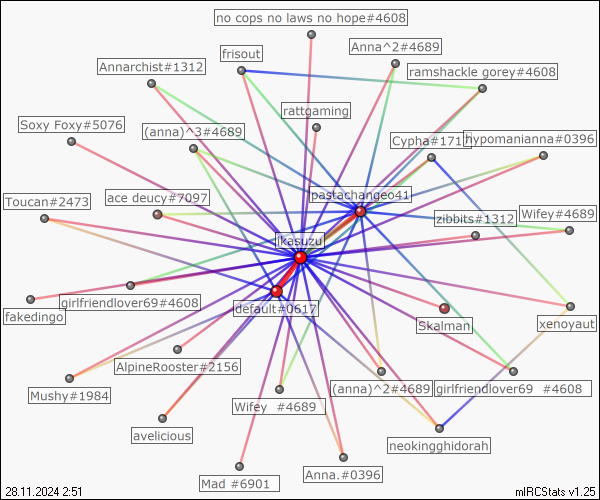 no cops no laws no hope#4608
Anna^2#4689
frisout
Annarchist#1312
ramshackle gorey#4608
rattgaming
Soxy Foxy#5076
(anna)^3#4689
Cypha#171
hypomanianna#0396
ace deucy#7097
pastachangeo41
Toucan#2473
zibbits#1312
Wifey#4689
ikasuzu
girlfriendlover69#4608
default#0617
fakedingo
Skalman
xenoyaut
AlpineRooster#2156
Mushy#1984
(anna)^2#4689
girlfriendlover69 #4608
Wifey #4689
avelicious
neokingghidorah
Mad #6901
Anna.#0396
28.11.2024 2:51
mIRCStats v1.25